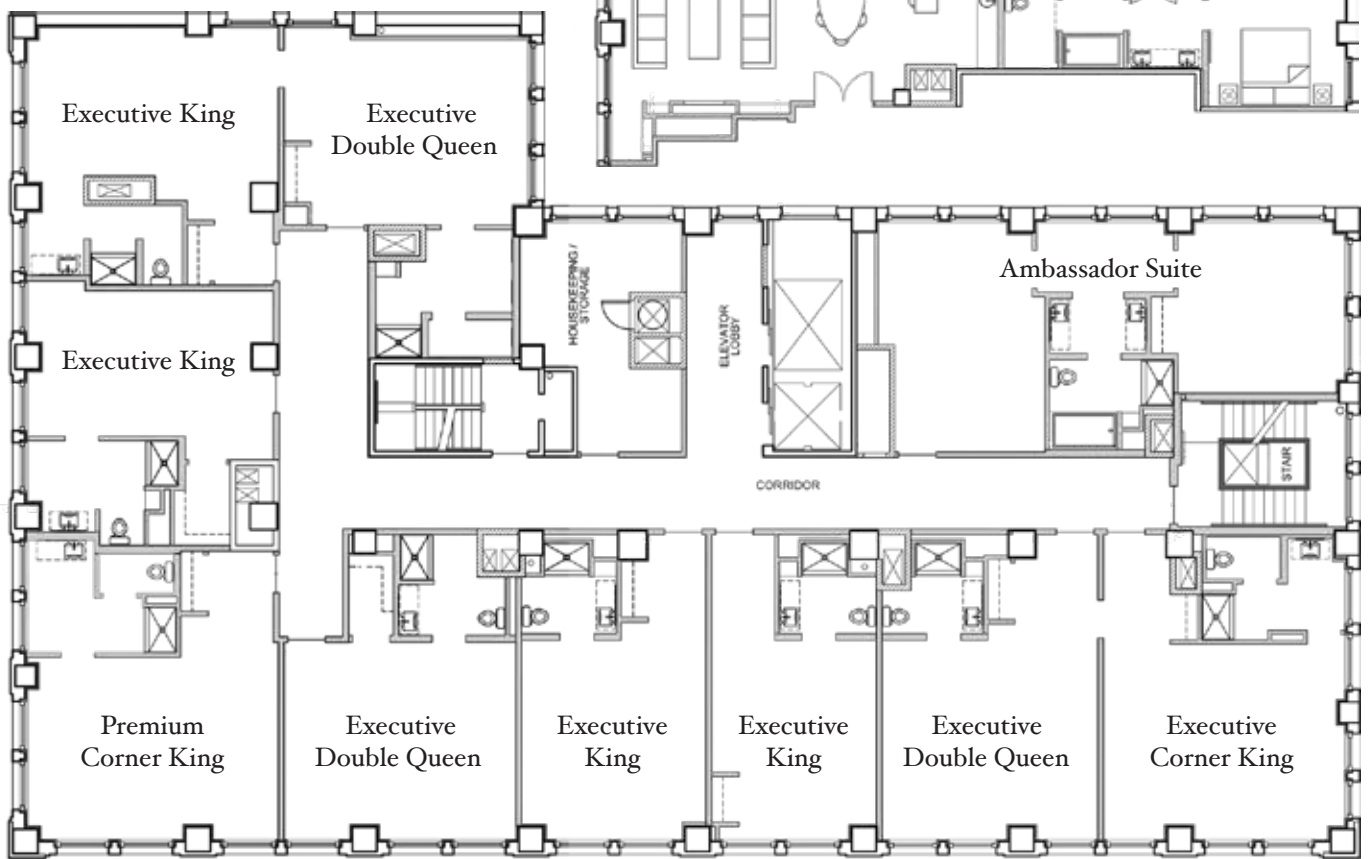 Executive King
Executive
Double Queen
HOUSEKEEPING /
STORAGE
ELEVATOR
LOBBY
Ambassador Suite
Executive King
STAIR
CORRIDOR
Premium
Corner King
Executive
Double Queen
Executive
King
Executive
King
Executive
Double Queen
Executive
Corner King